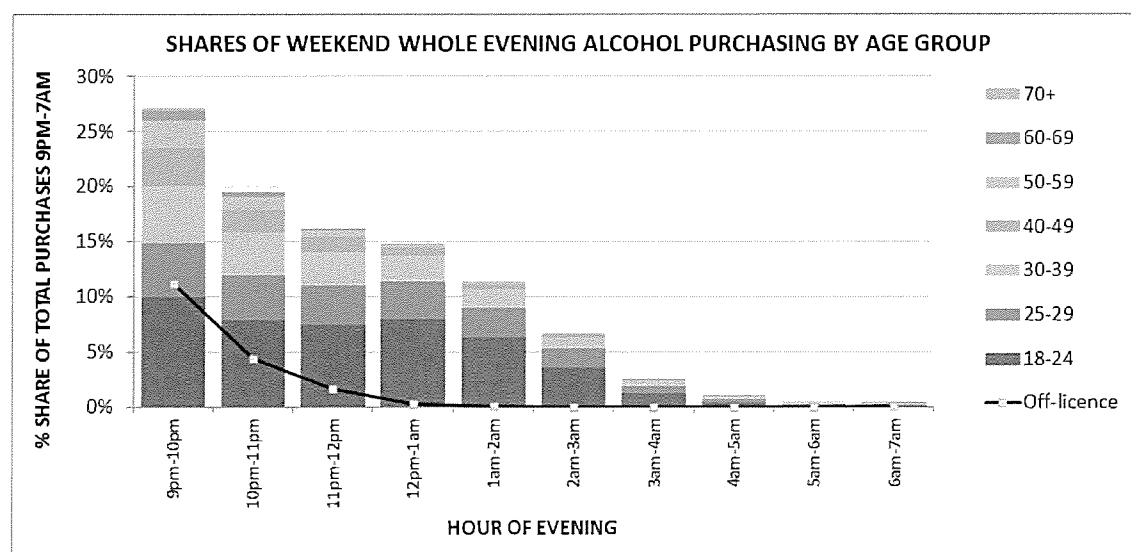 SHARES OF WEEKEND WHOLE EVENING ALCOHOL PURCHASING BY AGE GROUP
% SHARE OF TOTAL PURCHASES 9PM-7AM
30%
25%
20%
15%
10%
5%
0%
9pm-10pm
10pm-11pm
11pm-12pm
12pm-1am
1am-2am
2am-3am
3am-4am
4am-5am
5am-6am
6am-7am
HOUR OF EVENING
70+
60-69
50-59
40-49
30-39
25-29
18-24
Off-licence